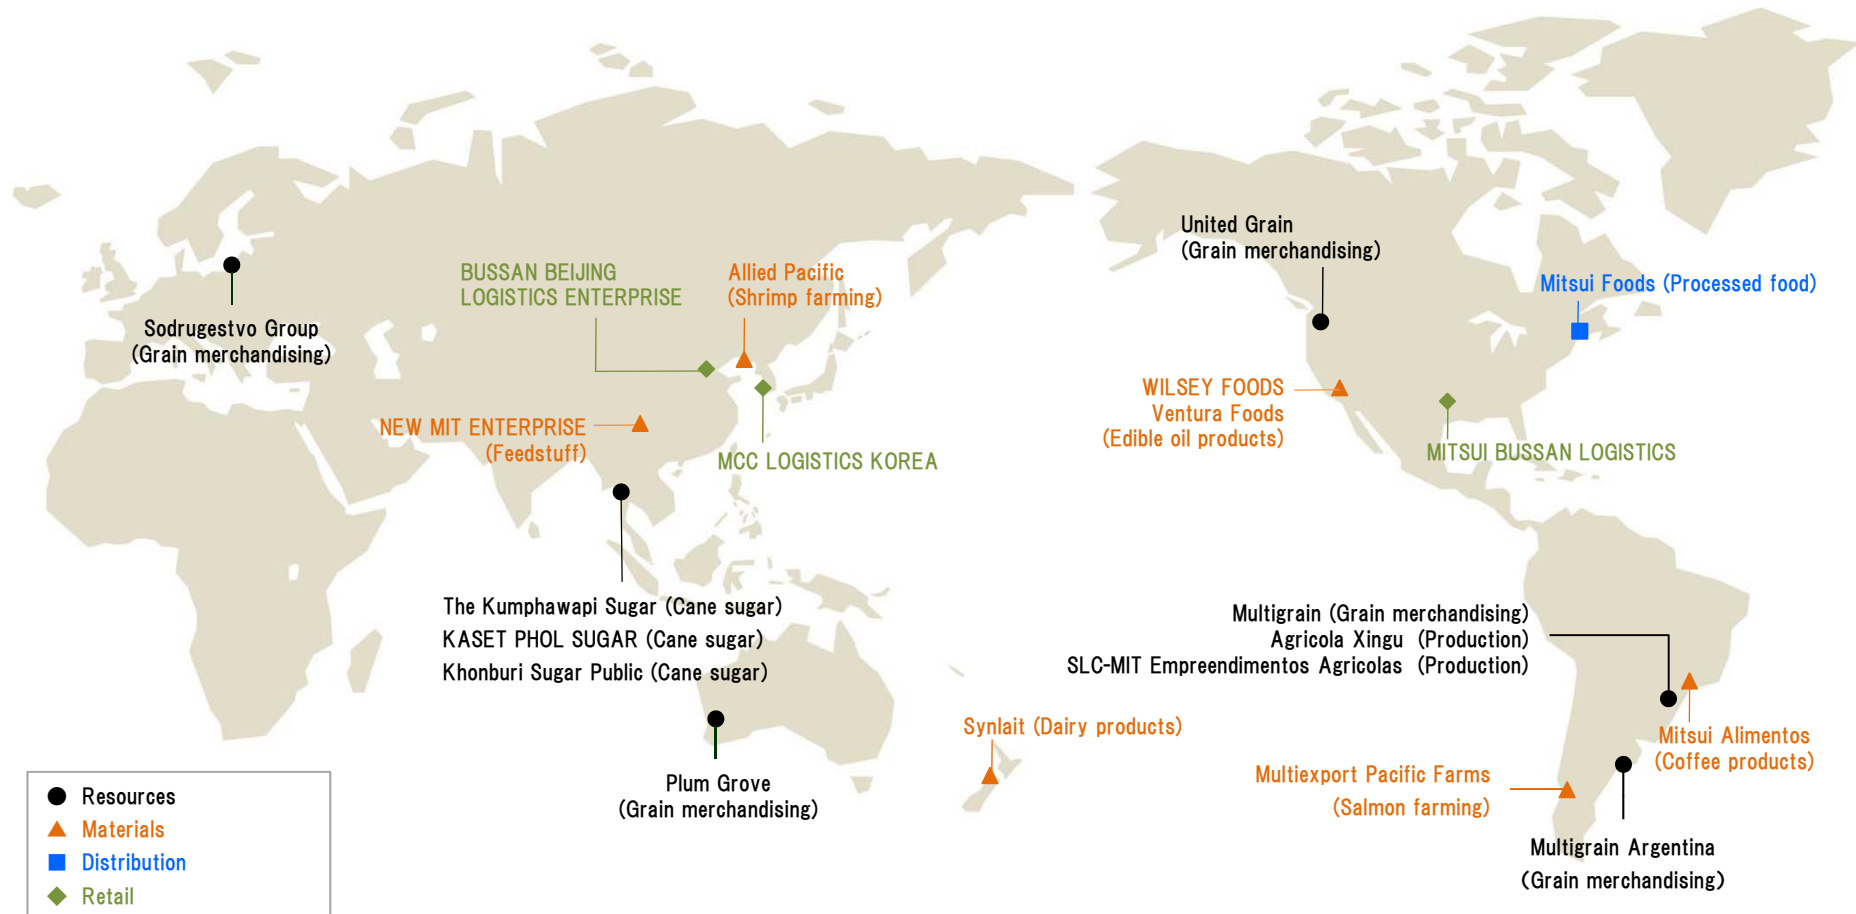 United Grain
(Grain merchandising)
BUSSAN BEIJING
LOGISTICS ENTERPRISE
Allied Pacific
(Shrimp farming)
Mitsui Foods (Processed food)
Sodrugestvo Group
(Grain merchandising)
WILSEY FOODS
Ventura Foods
(Edible oil products)
NEW MIT ENTERPRISE
(Feedstuff)
MCC LOGISTICS KOREA
MITSUI BUSSAN LOGISTICS
The Kumphawapi Sugar (Cane sugar)
KASET PHOL SUGAR (Cane sugar)
Khonburi Sugar Public (Cane sugar)
Multigrain (Grain merchandising)
Agricola Xingu (Production)
SLC-MIT Empreendimentos Agricolas (Production)
Synlait (Dairy products)
Mitsui Alimentos
(Coffee products)
Plum Grove
(Grain merchandising)
Multiexport Pacific Farms
(Salmon farming)
Multigrain Argentina
(Grain merchandising)
Resources
Materials
Distribution
Retail